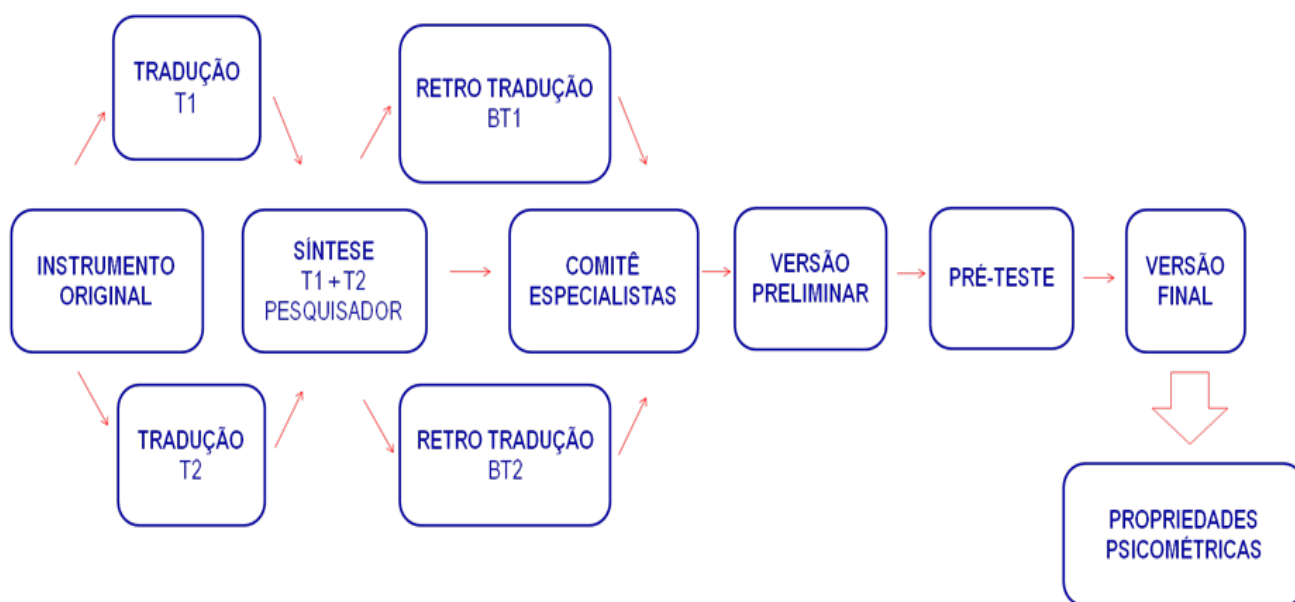 TRADUÇÃO
T1
RETRO TRADUÇÃO
BT1
INSTRUMENTO
ORIGINAL
SÍNTESE
T1 + T2
PESQUISADOR
COMITÊ
ESPECIALISTAS
VERSÃO
PRELIMINAR
PRÉ-TESTE
VERSÃO
FINAL
TRADUÇÃO
T2
RETRO TRADUÇÃO
BT2
PROPRIEDADES
PSICOMÉTRICAS